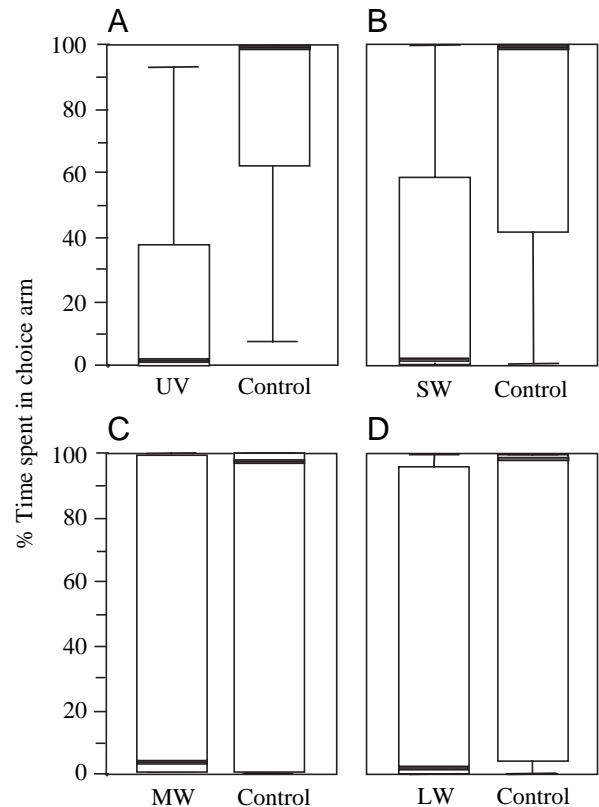 A
B
% Time spent in choice arm
100
80
60
40
20
0
UV Control
SW Control
C
D
100
80
60
40
20
0
MW Control
LW Control